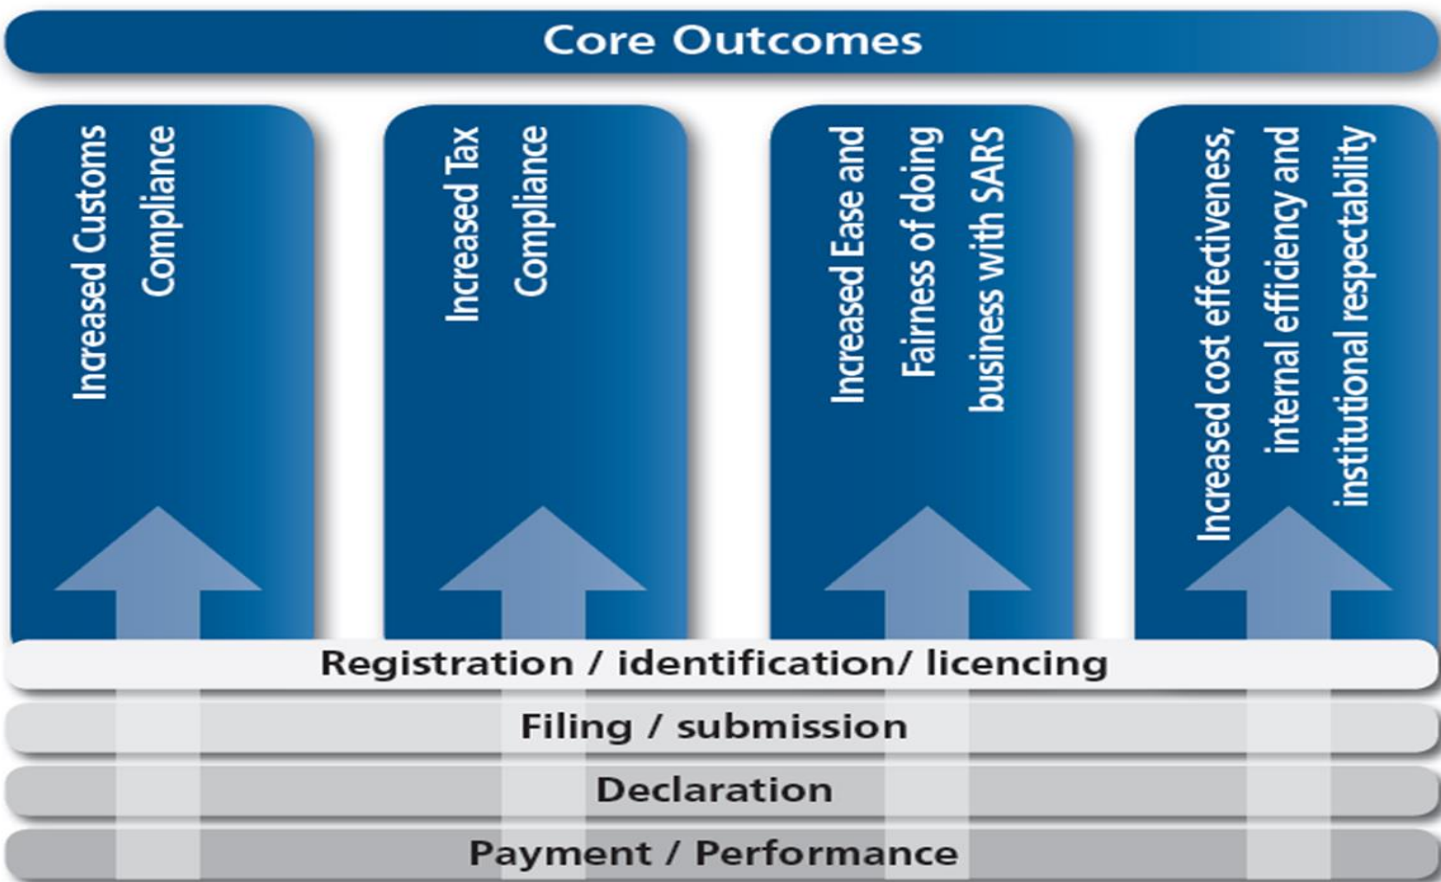 Core Outcomes
Increased Customs
Compliance
Increased Tax
Compliance
Increased Ease and
Fairness of doing
business with SARS
Increased cost effectiveness,
internal efficiency and
institutional respectability
Registration / identification/ licencing
Filing / submission
Declaration
Payment / Performance